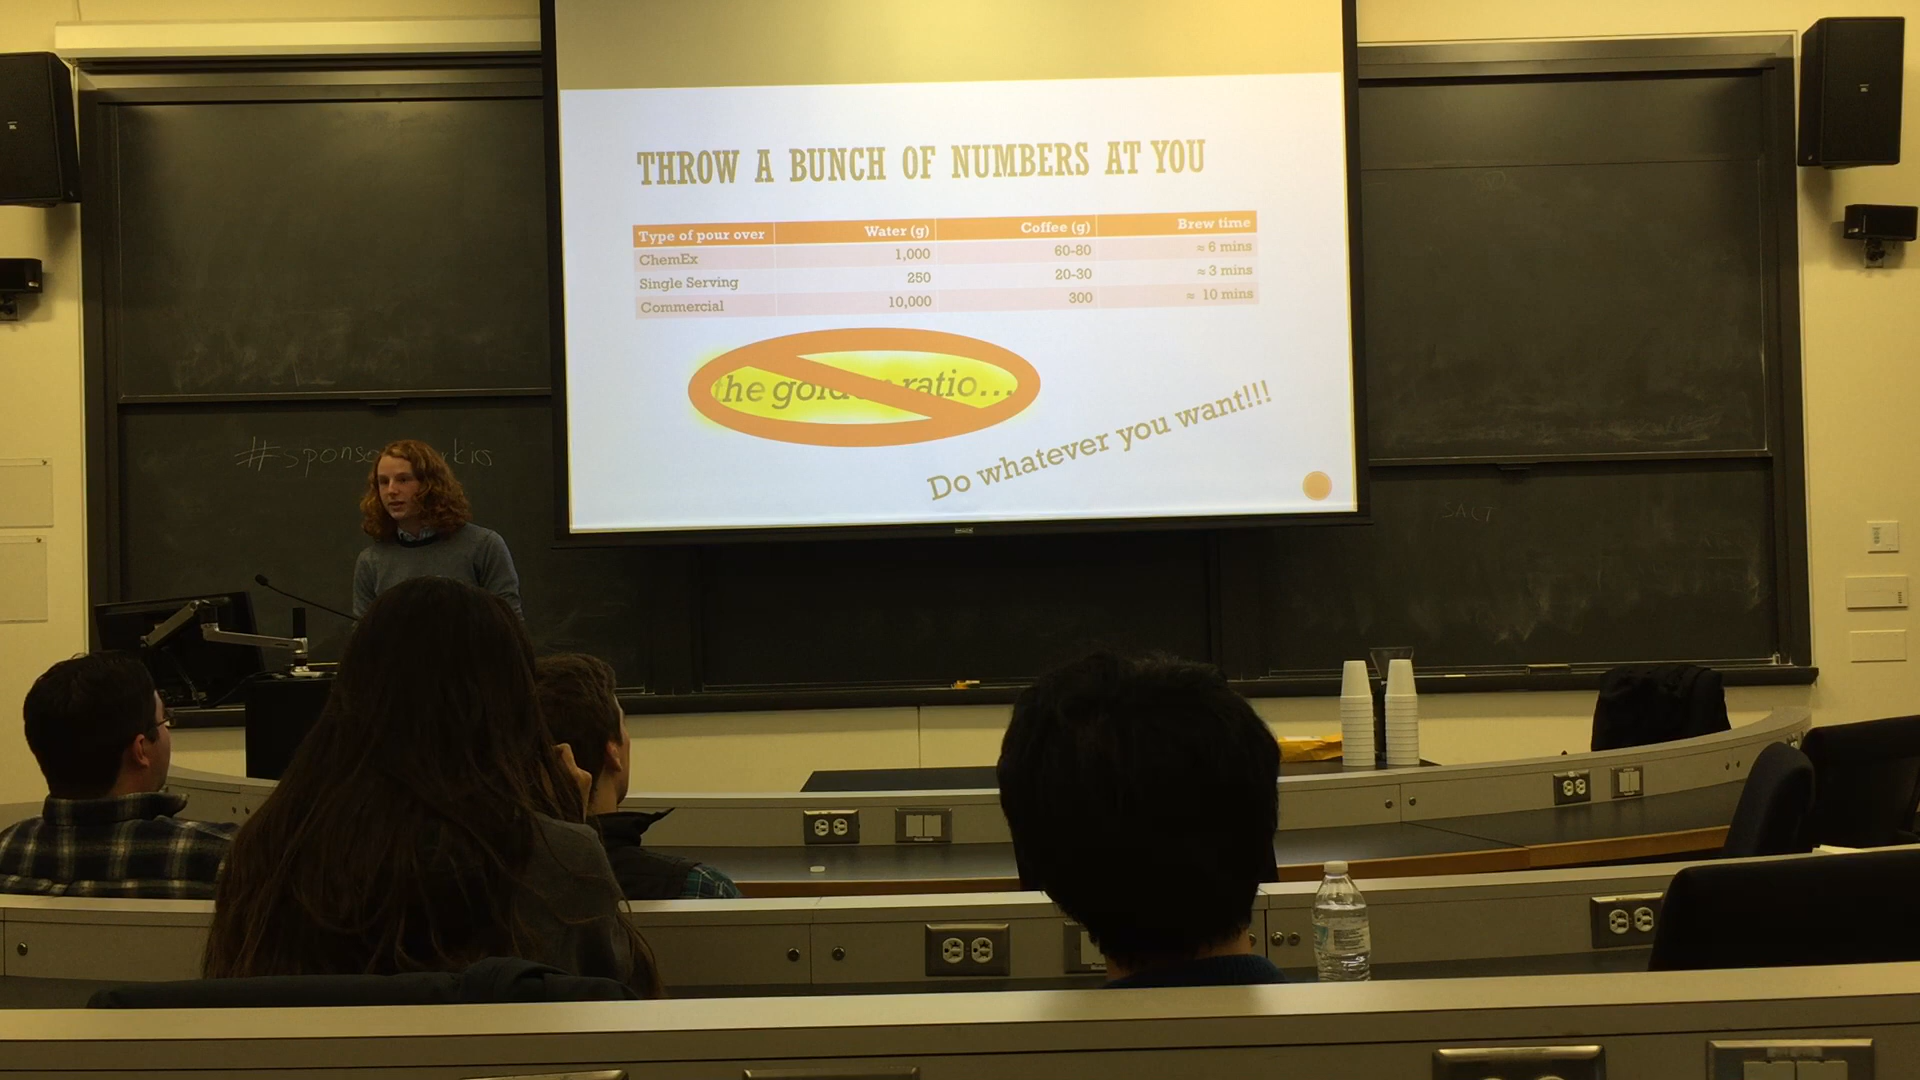 THROW A BUNCH OF NUMBERS AT YOU
Type of pour over Water (g) Coffee (g) Brew time
ChemEx 1,000 60-80 ≈ 6 mins
Single Serving 250 20-30 ≈ 3 mins
Commercial 10,000 300 ≈ 10 mins
the golden ratio...
Do whatever you want!!!